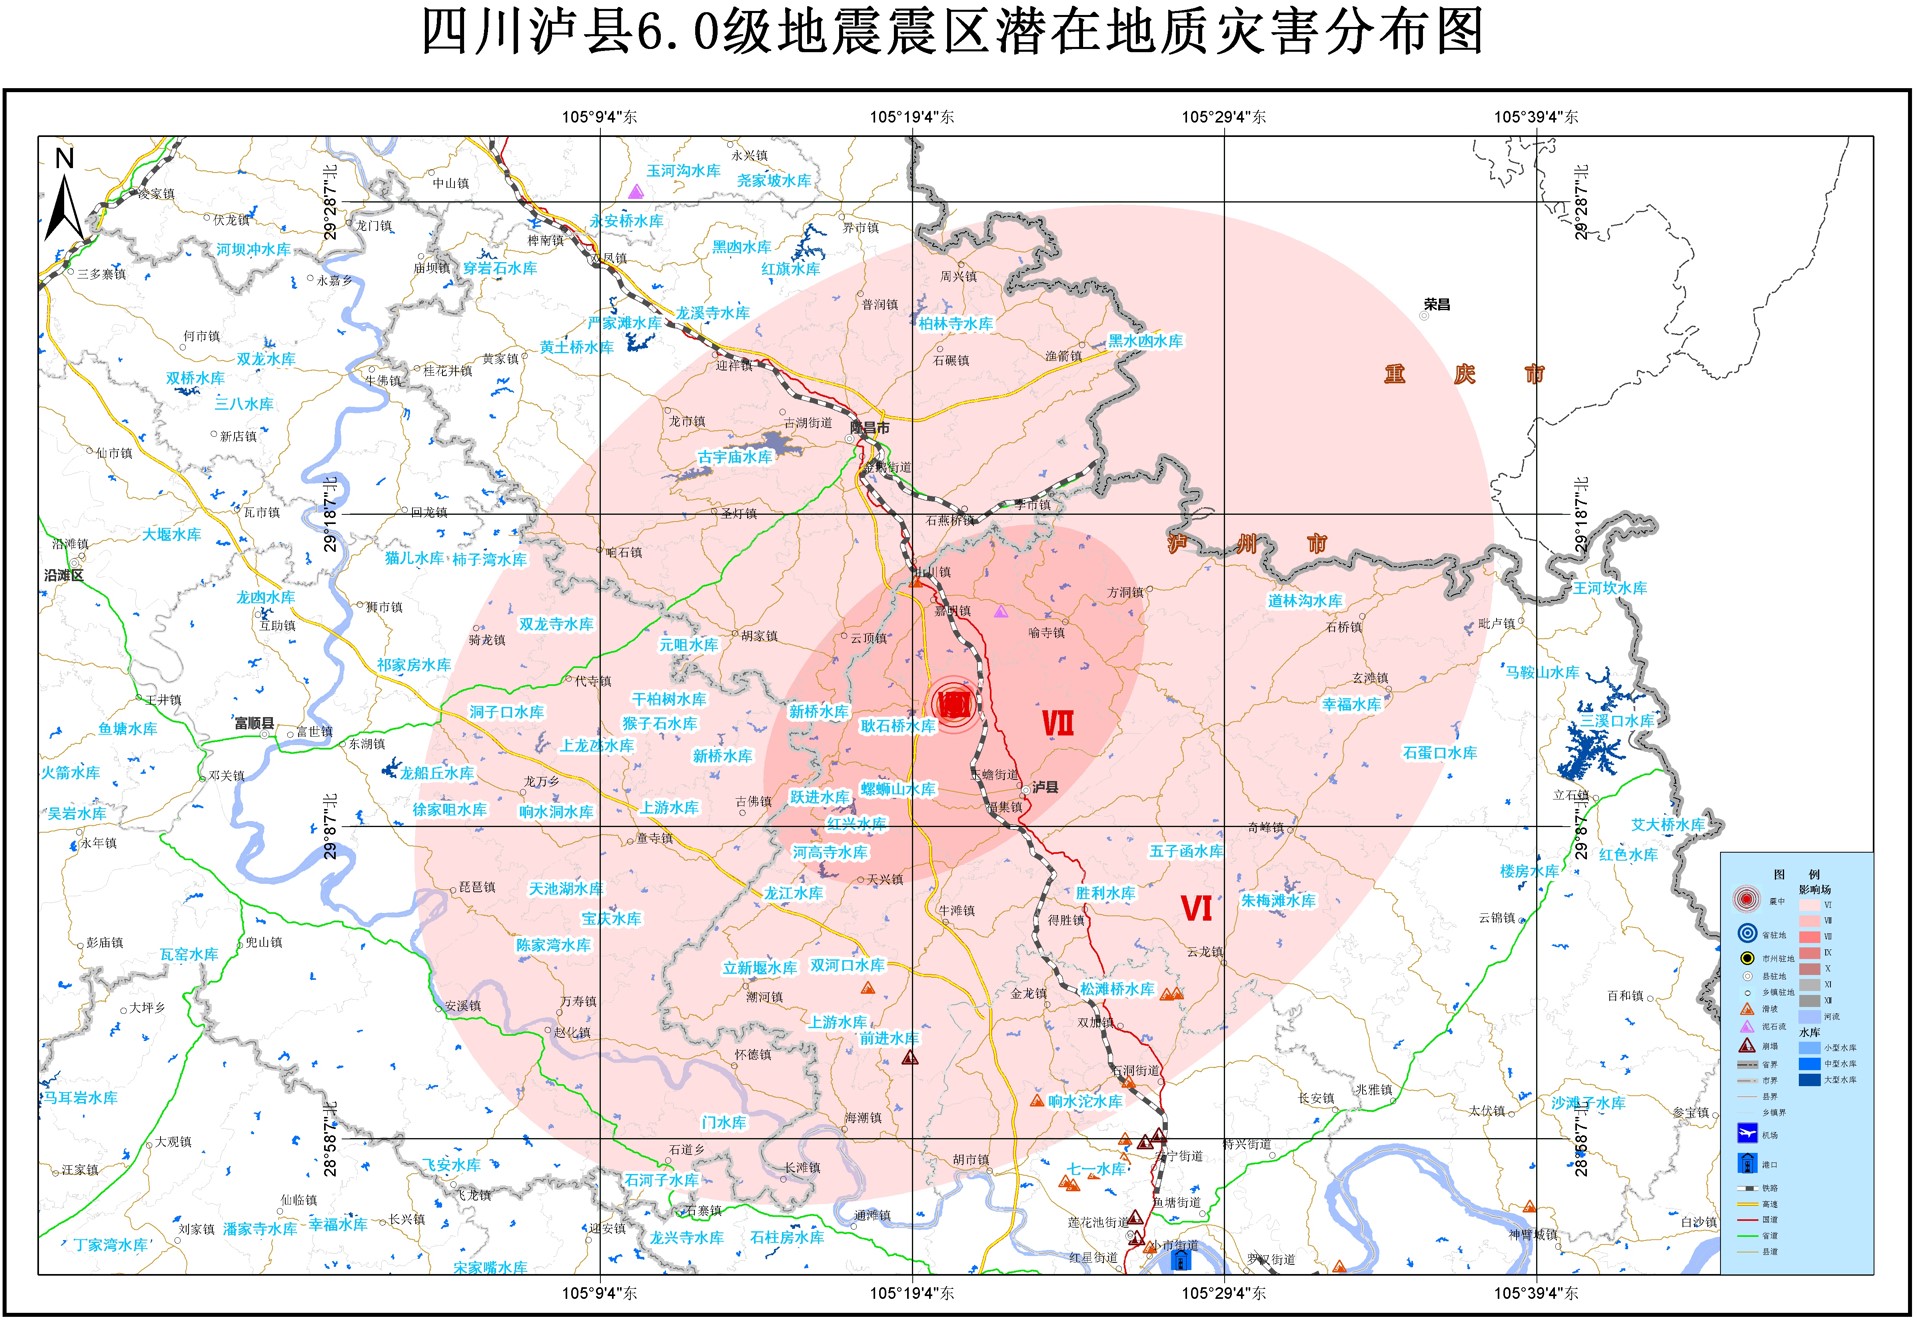 四川泸县6.0级地震震区潜在地质灾害分布图
105°9'4"东
105°19'4"东
105°29'4"东
105°39'4"东
N
29°28'7"北
29°28'7"北
29°18'7"北
29°18'7"北
29°8'7"北
29°8'7"北
28°58'7"北
28°58'7"北
凌家镇
中山镇
永兴镇
玉河沟水库
尧家坡水库
伏龙镇
龙门镇
永安桥水库
界市镇
河坝冲水库
椑南镇
双凤镇
黑凼水库
三多寨镇
永嘉乡
庙坝镇
穿岩石水库
红旗水库
周兴镇
普润镇
荣昌
严家滩水库
龙溪寺水库
柏林寺水库
何市镇
黄土桥水库
黑水凼水库
双龙水库
黄家镇
迎祥镇
石碾镇
渔箭镇
双桥水库
牛佛镇
桂花井镇
重庆市
三八水库
龙市镇
古湖街道
隆昌市
新店镇
仙市镇
古宇庙水库
金鹅街道
瓦市镇
回龙镇
圣灯镇
石燕桥镇
李市镇
大堰水库
沿滩镇
沿滩区
猫儿水库
柿子湾水库
响石镇
泸州市
龙凼水库
狮市镇
嘉明镇
方洞镇
道林沟水库
王河坎水库
互助镇
骑龙镇
双龙寺水库
胡家镇
云顶镇
喻寺镇
石桥镇
毗卢镇
元咀水库
祁家房水库
代寺镇
玄滩镇
马鞍山水库
王井镇
干柏树水库
幸福水库
鱼塘水库
富顺县
富世镇
洞子口水库
猴子石水库
新桥水库
耿石桥水库
VII
三溪口水库
东湖镇
上龙凼水库
新桥水库
石蛋口水库
火箭水库
邓关镇
龙船丘水库
龙万乡
玉蟾街道
泸县
螺蛳山水库
跃进水库
立石镇
吴岩水库
徐家咀水库
响水洞水库
上游水库
古佛镇
福集镇
红兴水库
奇峰镇
艾大桥水库
永年镇
童寺镇
河高寺水库
五子函水库
红色水库
琵琶镇
天池湖水库
龙江水库
天兴镇
胜利水库
朱梅滩水库
楼房水库
VI
宝庆水库
牛滩镇
得胜镇
云锦镇
彭庙镇
兜山镇
瓦窑水库
陈家湾水库
云龙镇
立新堰水库
双河口水库
松滩桥水库
大坪乡
安溪镇
万寿镇
潮河镇
金龙镇
百和镇
赵化镇
上游水库
前进水库
双加镇
怀德镇
石洞街道
马耳岩水库
响水沱水库
长安镇
兆雅镇
太伏镇
沙滩子水库
参宝镇
门水库
海潮镇
大观镇
石道乡
特兴街道
汪家镇
飞安水库
长滩镇
胡市镇
七一水库
安宁街道
飞龙镇
石河子水库
仙临镇
石寨镇
鱼塘街道
刘家镇
潘家寺水库
幸福水库
长兴镇
迎安镇
通滩镇
莲花池街道
神臂城镇
白沙镇
丁家湾水库
龙兴寺水库
石柱房水库
红星街道
小市街道
罗汉街道
宋家嘴水库
105°9'4"东
105°19'4"东
105°29'4"东
105°39'4"东
图例
影响场
震中
省驻地
市州驻地
县驻地
乡镇驻地
滑坡
泥石流
崩塌
省界
市界
县界
乡镇界
机场
港口
铁路
高速
国道
省道
县道
VI
VII
VIII
IX
X
XI
XII
河流
水库
小型水库
中型水库
大型水库